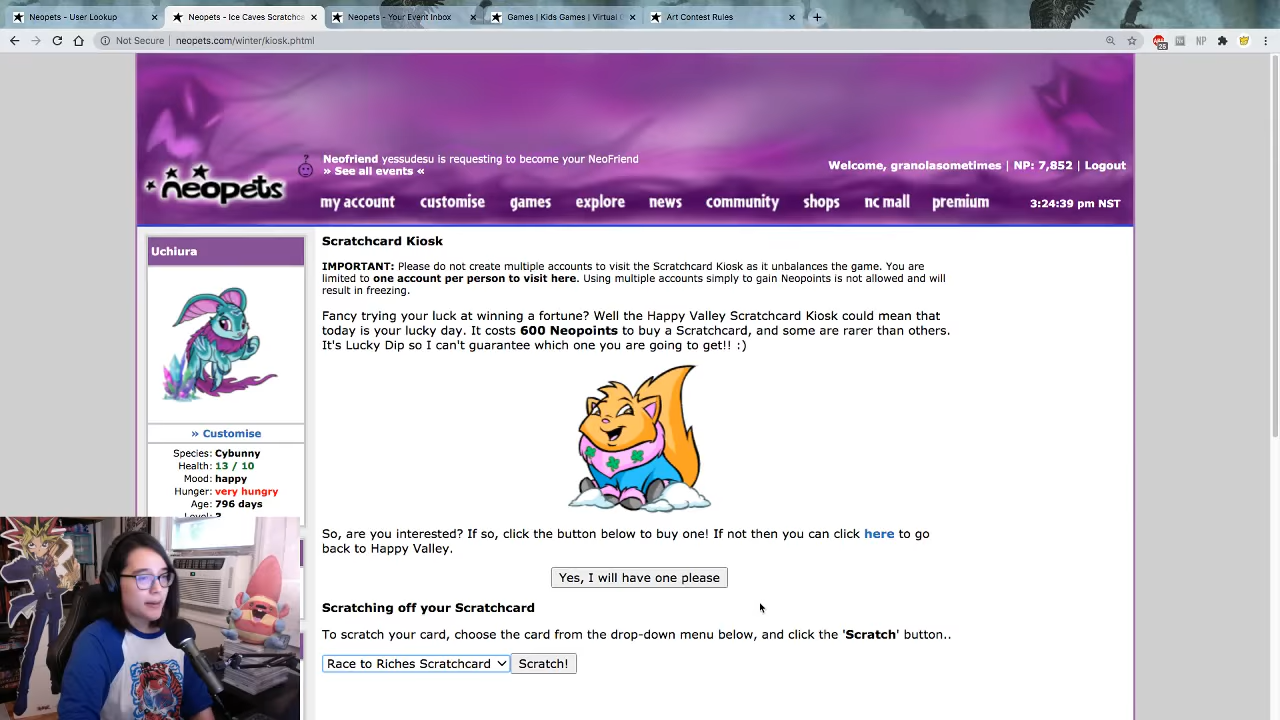 Neopets - User Lookup
Neopets - Ice Caves Scratchca
Neopets - Your Event Inbox
Games | Kids Games | Virtual
Art Contest Rules
Not Secure | neopets.com/winter/kiosk.phtml
Neofriend yessudesu is requesting to become your NeoFriend
» See all events «
Welcome, granolasometimes | NP: 7,852 | Logout
neopets
my account customise games explore news community shops nc mall premium 3:24:39 pm NST
Uchiura
» Customise
Species: Cybunny
Health: 13 / 10
Mood: happy
Hunger: very hungry
Age: 796 days
Scratchcard Kiosk
IMPORTANT: Please do not create multiple accounts to visit the Scratchcard Kiosk as it unbalances the game. You are
limited to one account per person to visit here. Using multiple accounts simply to gain Neopoints is not allowed and will
result in freezing.
Fancy trying your luck at winning a fortune? Well the Happy Valley Scratchcard Kiosk could mean that
today is your lucky day. It costs 600 Neopoints to buy a Scratchcard, and some are rarer than others.
It's Lucky Dip so I can't guarantee which one you are going to get!! :)
So, are you interested? If so, click the button below to buy one! If not then you can click here to go
back to Happy Valley.
Yes, I will have one please
Scratching off your Scratchcard
To scratch your card, choose the card from the drop-down menu below, and click the 'Scratch' button..
Race to Riches Scratchcard
Scratch!